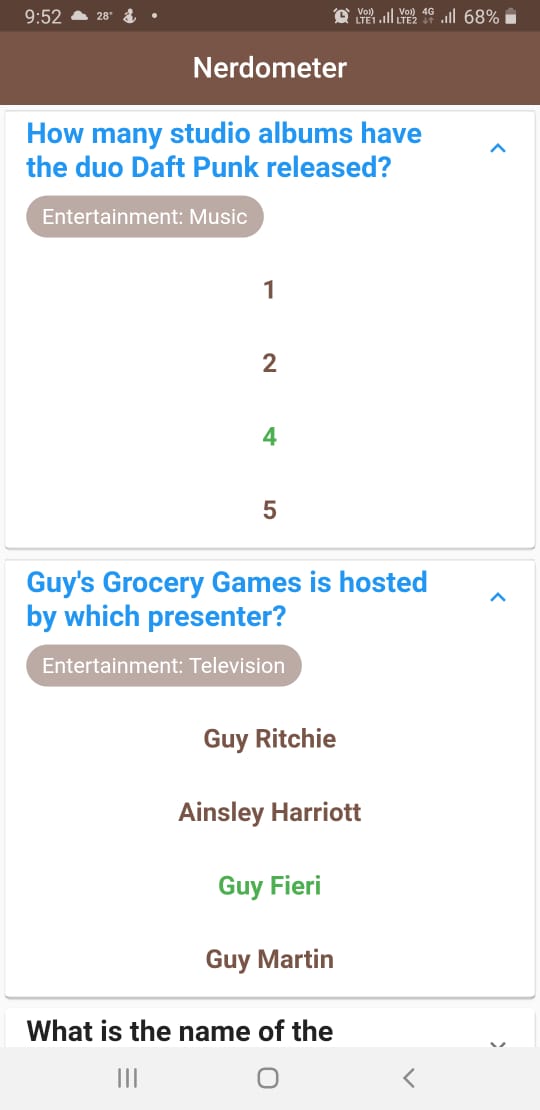 9:52 28° Vo)) LTE1 Vo)) LTE2 4G 68%
Nerdometer
How many studio albums have
the duo Daft Punk released?
Entertainment: Music
1
2
4
5
Guy's Grocery Games is hosted
by which presenter?
Entertainment: Television
Guy Ritchie
Ainsley Harriott
Guy Fieri
Guy Martin
What is the name of the